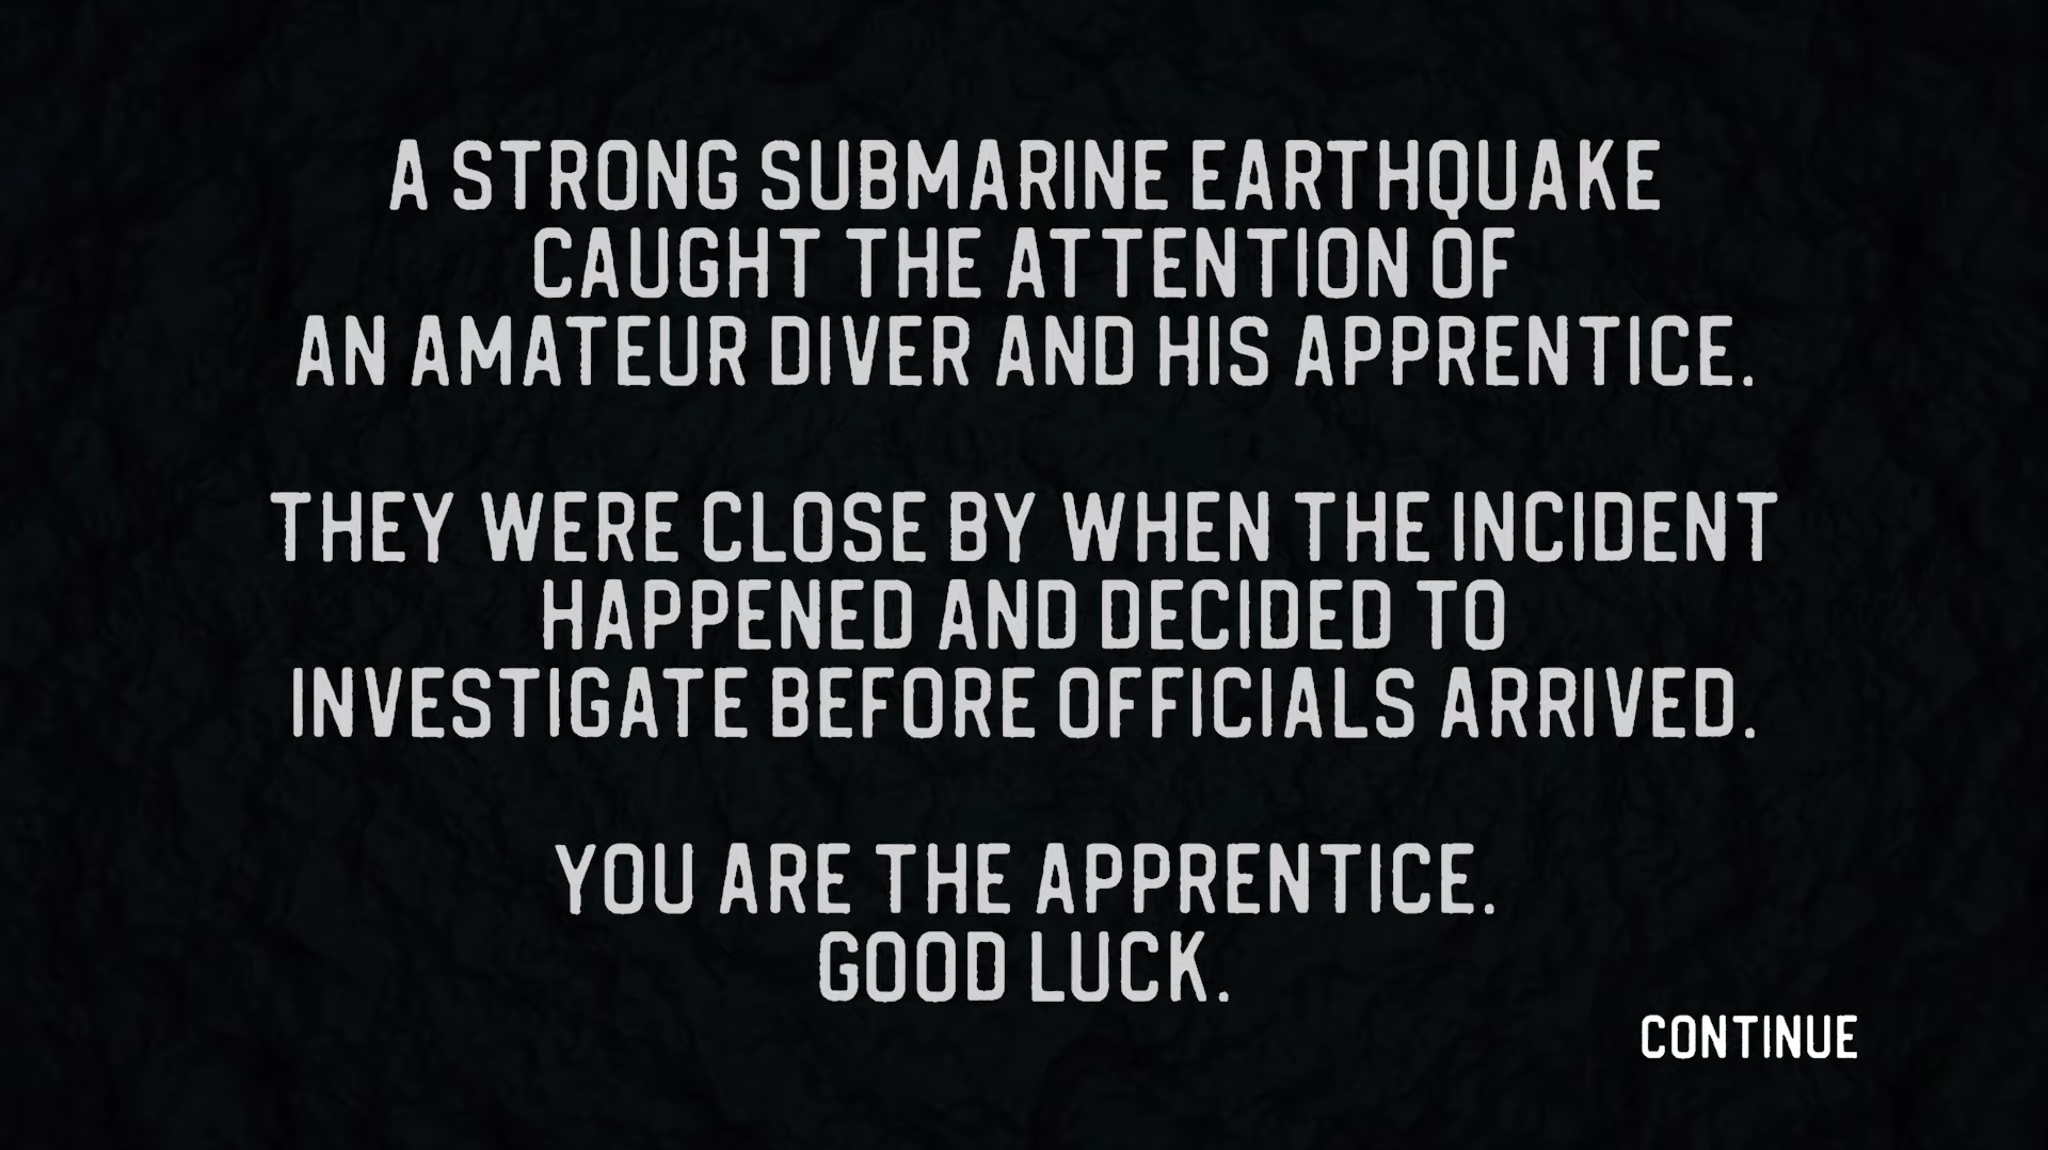 A STRONG SUBMARINE EARTHQUAKE
CAUGHT THE ATTENTION OF
AN AMATEUR DIVER AND HIS APPRENTICE.
THEY WERE CLOSE BY WHEN THE INCIDENT
HAPPENED AND DECIDED TO
INVESTIGATE BEFORE OFFICIALS ARRIVED.
YOU ARE THE APPRENTICE.
GOOD LUCK.
CONTINUE